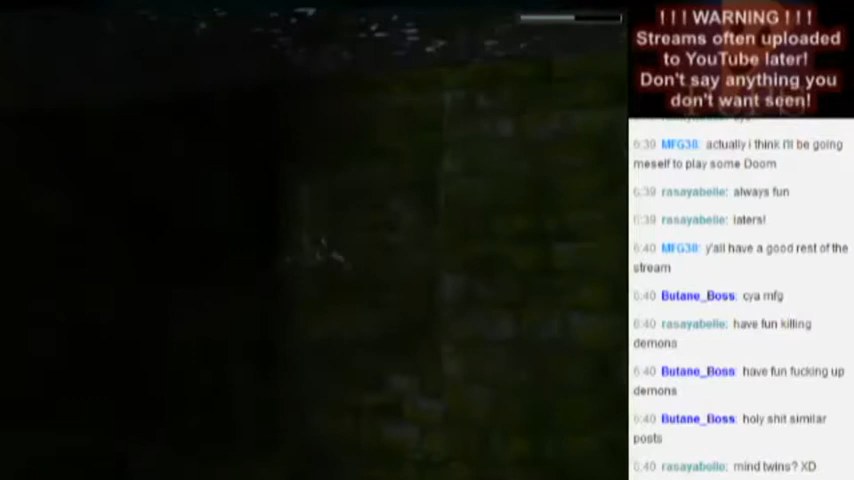 ! ! ! WARNING ! ! !
Streams often uploaded
to YouTube later!
Don't say anything you
don't want seen!
6:39 MFG38: actually i think i'll be going
meself to play some Doom
6:39 rasayabelle: always fun
6:39 rasayabelle: laters!
6:40 MFG38: y'all have a good rest of the
stream
6:40 Butane_Boss: cya mfg
6:40 rasayabelle: have fun killing
demons
6:40 Butane_Boss: have fun fucking up
demons
6:40 Butane_Boss: holy shit similar
posts
6:40 rasayabelle: mind twins? XD